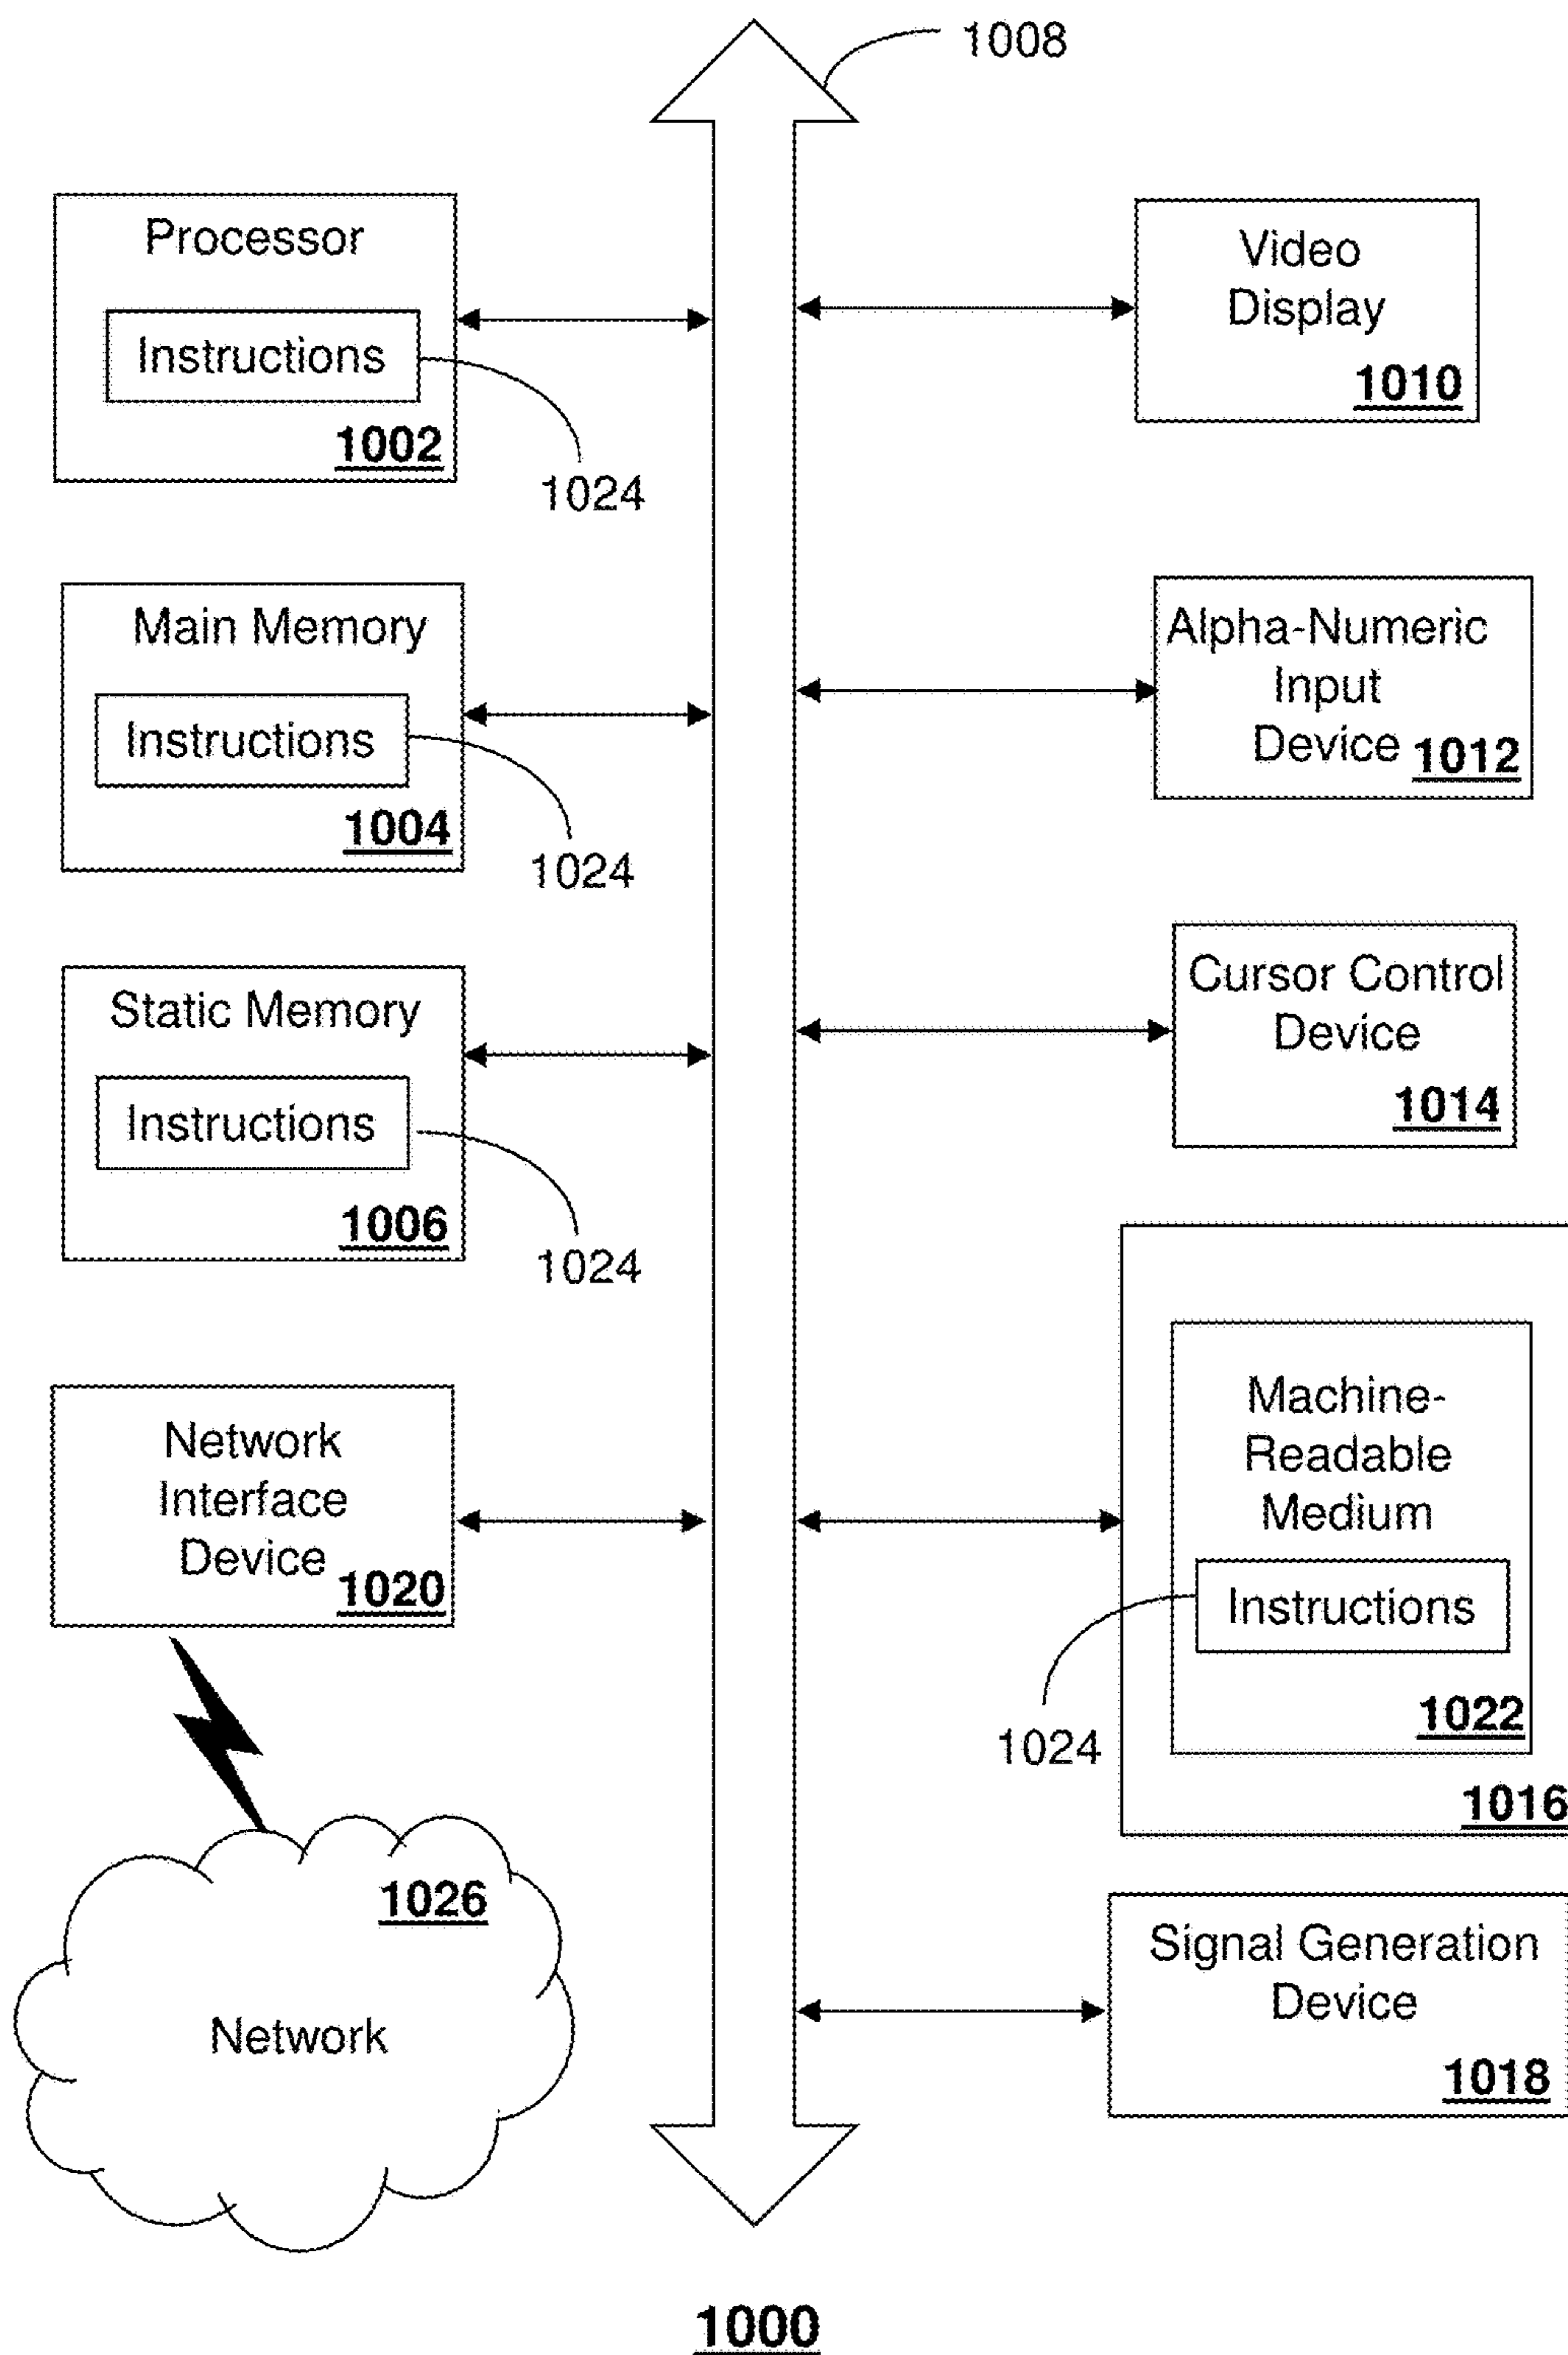 1008
Processor
Instructions
1002
1024
Main Memory
Instructions
1004
1024
Static Memory
Instructions
1006
1024
Network
Interface
Device
1020
1026
Network
Video
Display
1010
Alpha-Numeric
Input
Device
1012
Cursor Control
Device
1014
Machine-
Readable
Medium
Instructions
1022
1024
1016
Signal Generation
Device
1018
1000